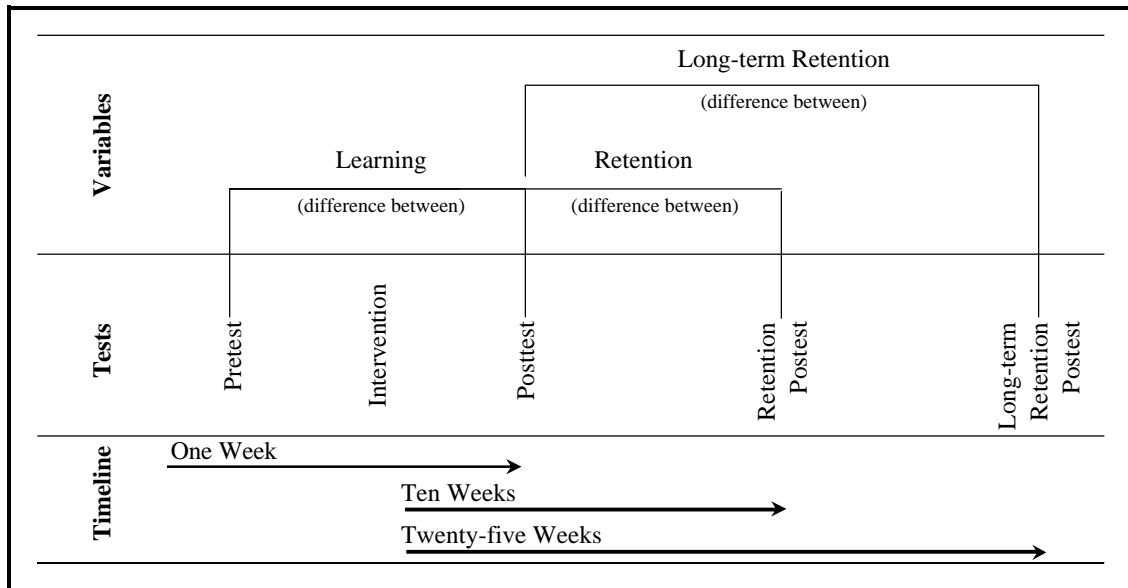 Variables
Long-term Retention
(difference between)
Learning
Retention
(difference between)
(difference between)
Tests
Pretest
Intervention
Posttest
Retention
Postest
Long-term
Retention
Postest
Timeline
One Week
Ten Weeks
Twenty-five Weeks